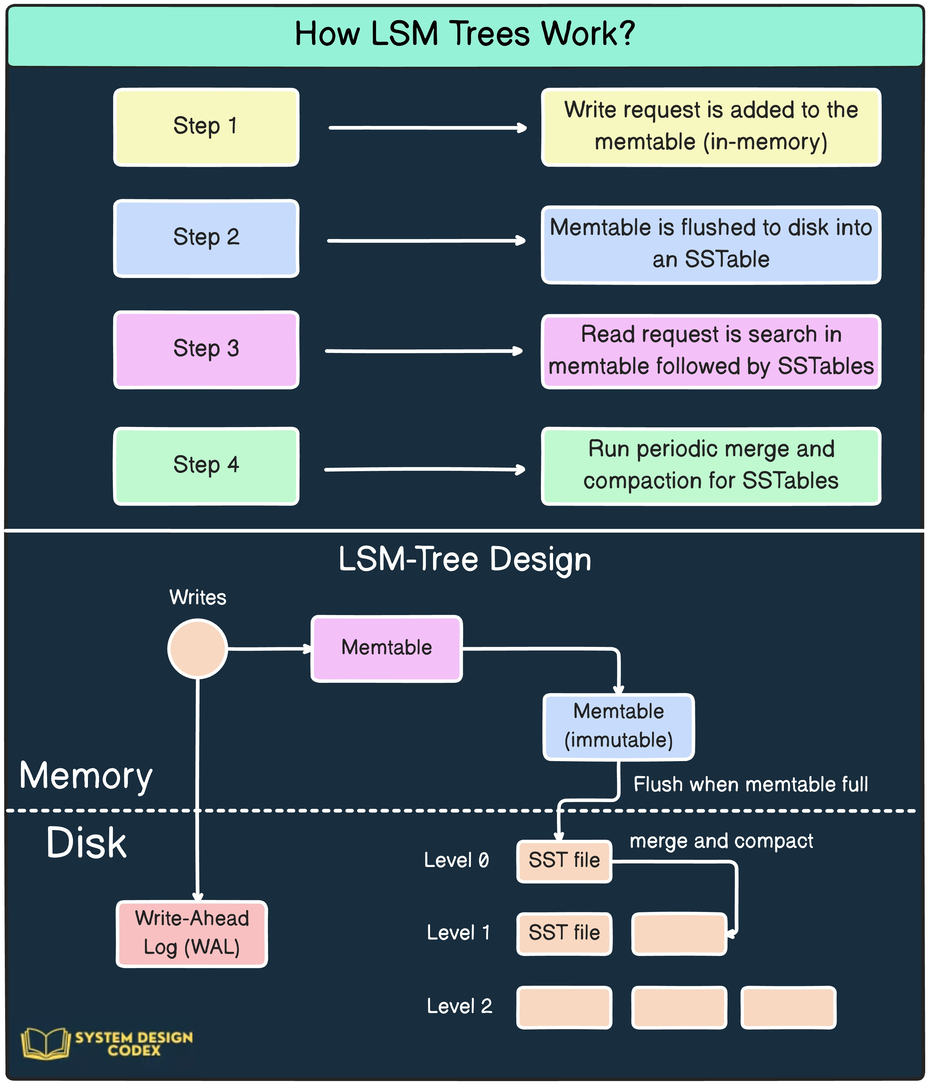 How LSM Trees Work?
Step 1
Write request is added to the
memtable (in-memory)
Step 2
Memtable is flushed to disk into
an SSTable
Step 3
Read request is search in
memtable followed by SSTables
Step 4
Run periodic merge and
compaction for SSTables
LSM-Tree Design
Writes
Memtable
Memtable
(immutable)
Memory
Flush when memtable full
Disk
merge and compact
Level 0
SST file
Write-Ahead
Log (WAL)
Level 1
SST file
Level 2
SYSTEM DESIGN
CODEX